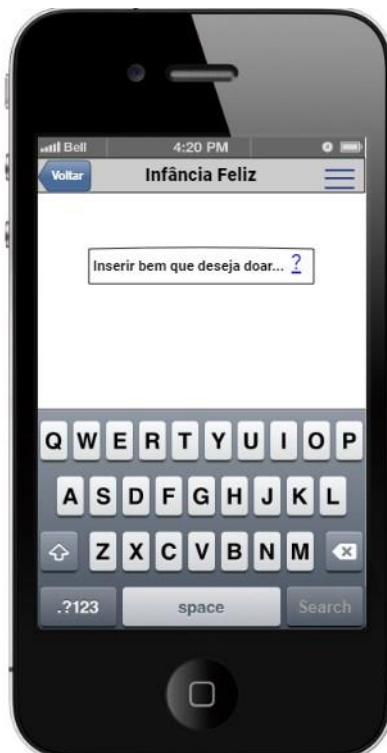 Bell 4:20 PM
Voltar Infância Feliz
Inserir bem que deseja doar... ?
Q W E R T Y U I O P
A S D F G H J K L
Z X C V B N M
.?123 space Search